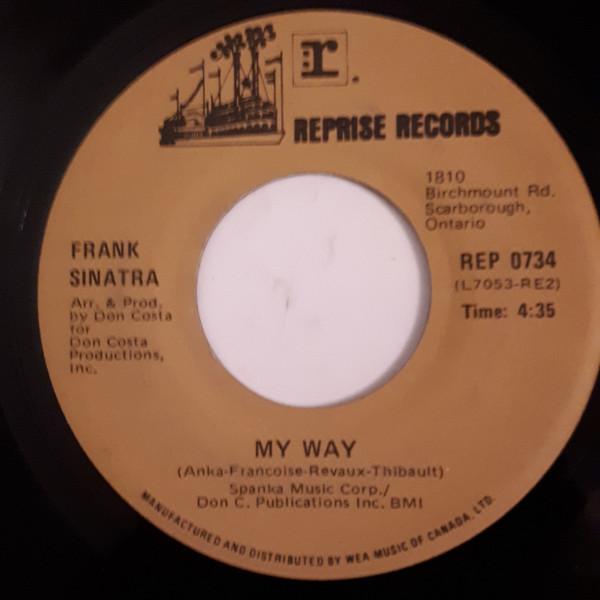 r
REPRISE RECORDS
1810
Birchmount Rd.
Scarborough,
Ontario
FRANK
SINATRA
Arr. & Prod.
by Don Costa
for
Don Costa
Productions,
Inc.
REP 0734
(L7053-RE2)
Time: 4:35
MY WAY
(Anka-Francoise-Revaux-Thibault)
Spanka Music Corp./
Don C. Publications Inc. BMI
MANUFACTURED AND DISTRIBUTED BY WEA MUSIC OF CANADA, LTD.